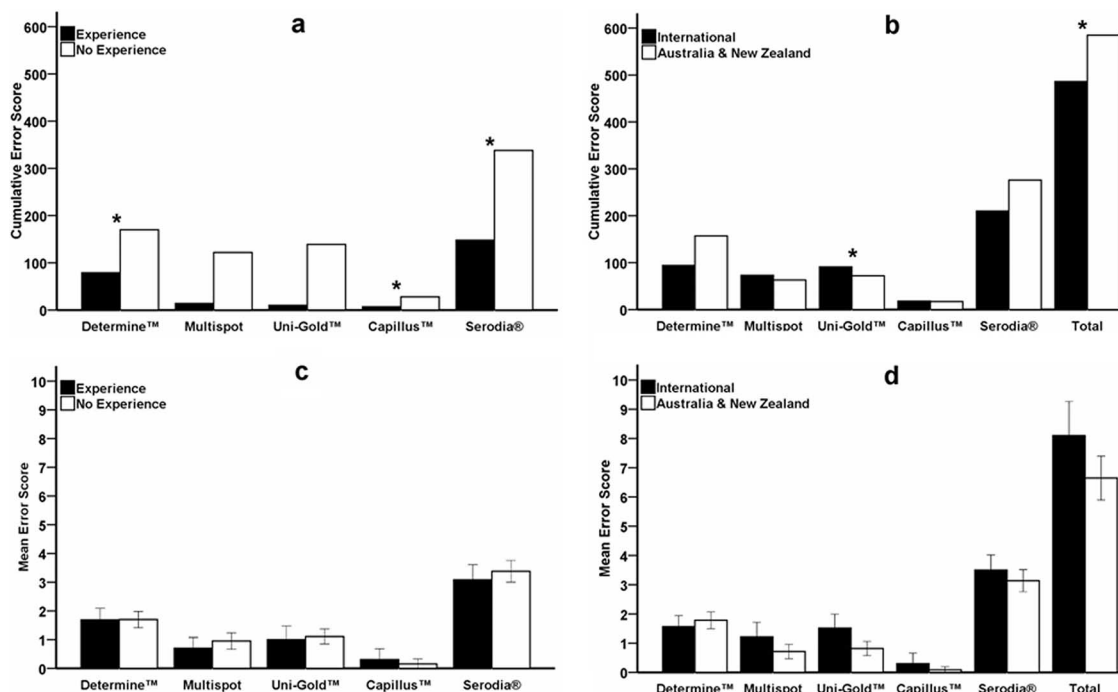 a
Experience
No Experience
Cumulative Error Score
600
500
400
300
200
100
0
*
*
*
Determine™ Multispot Uni-Gold™ Capillus™ Serodia®
b
International
Australia & New Zealand
Cumulative Error Score
600
500
400
300
200
100
0
*
*
Determine™ Multispot Uni-Gold™ Capillus™ Serodia® Total
c
Experience
No Experience
Mean Error Score
10
9
8
7
6
5
4
3
2
1
0
Determine™ Multispot Uni-Gold™ Capillus™ Serodia®
d
International
Australia & New Zealand
Mean Error Score
10
9
8
7
6
5
4
3
2
1
0
Determine™ Multispot Uni-Gold™ Capillus™ Serodia® Total